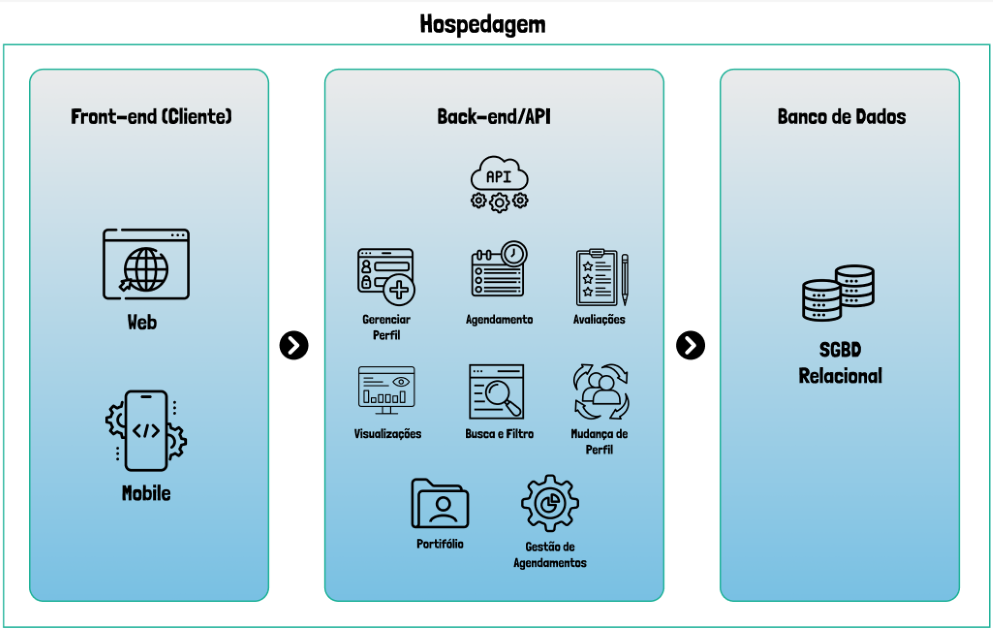 Hospedagem
Front-end (Cliente)
Web
</>
Mobile
Back-end/API
API
Gerenciar
Perfil
Agendamento
Avaliações
Visualizações
Busca e Filtro
Mudança de
Perfil
Portifólio
Gestão de
Agendamentos
Banco de Dados
SGBD
Relacional